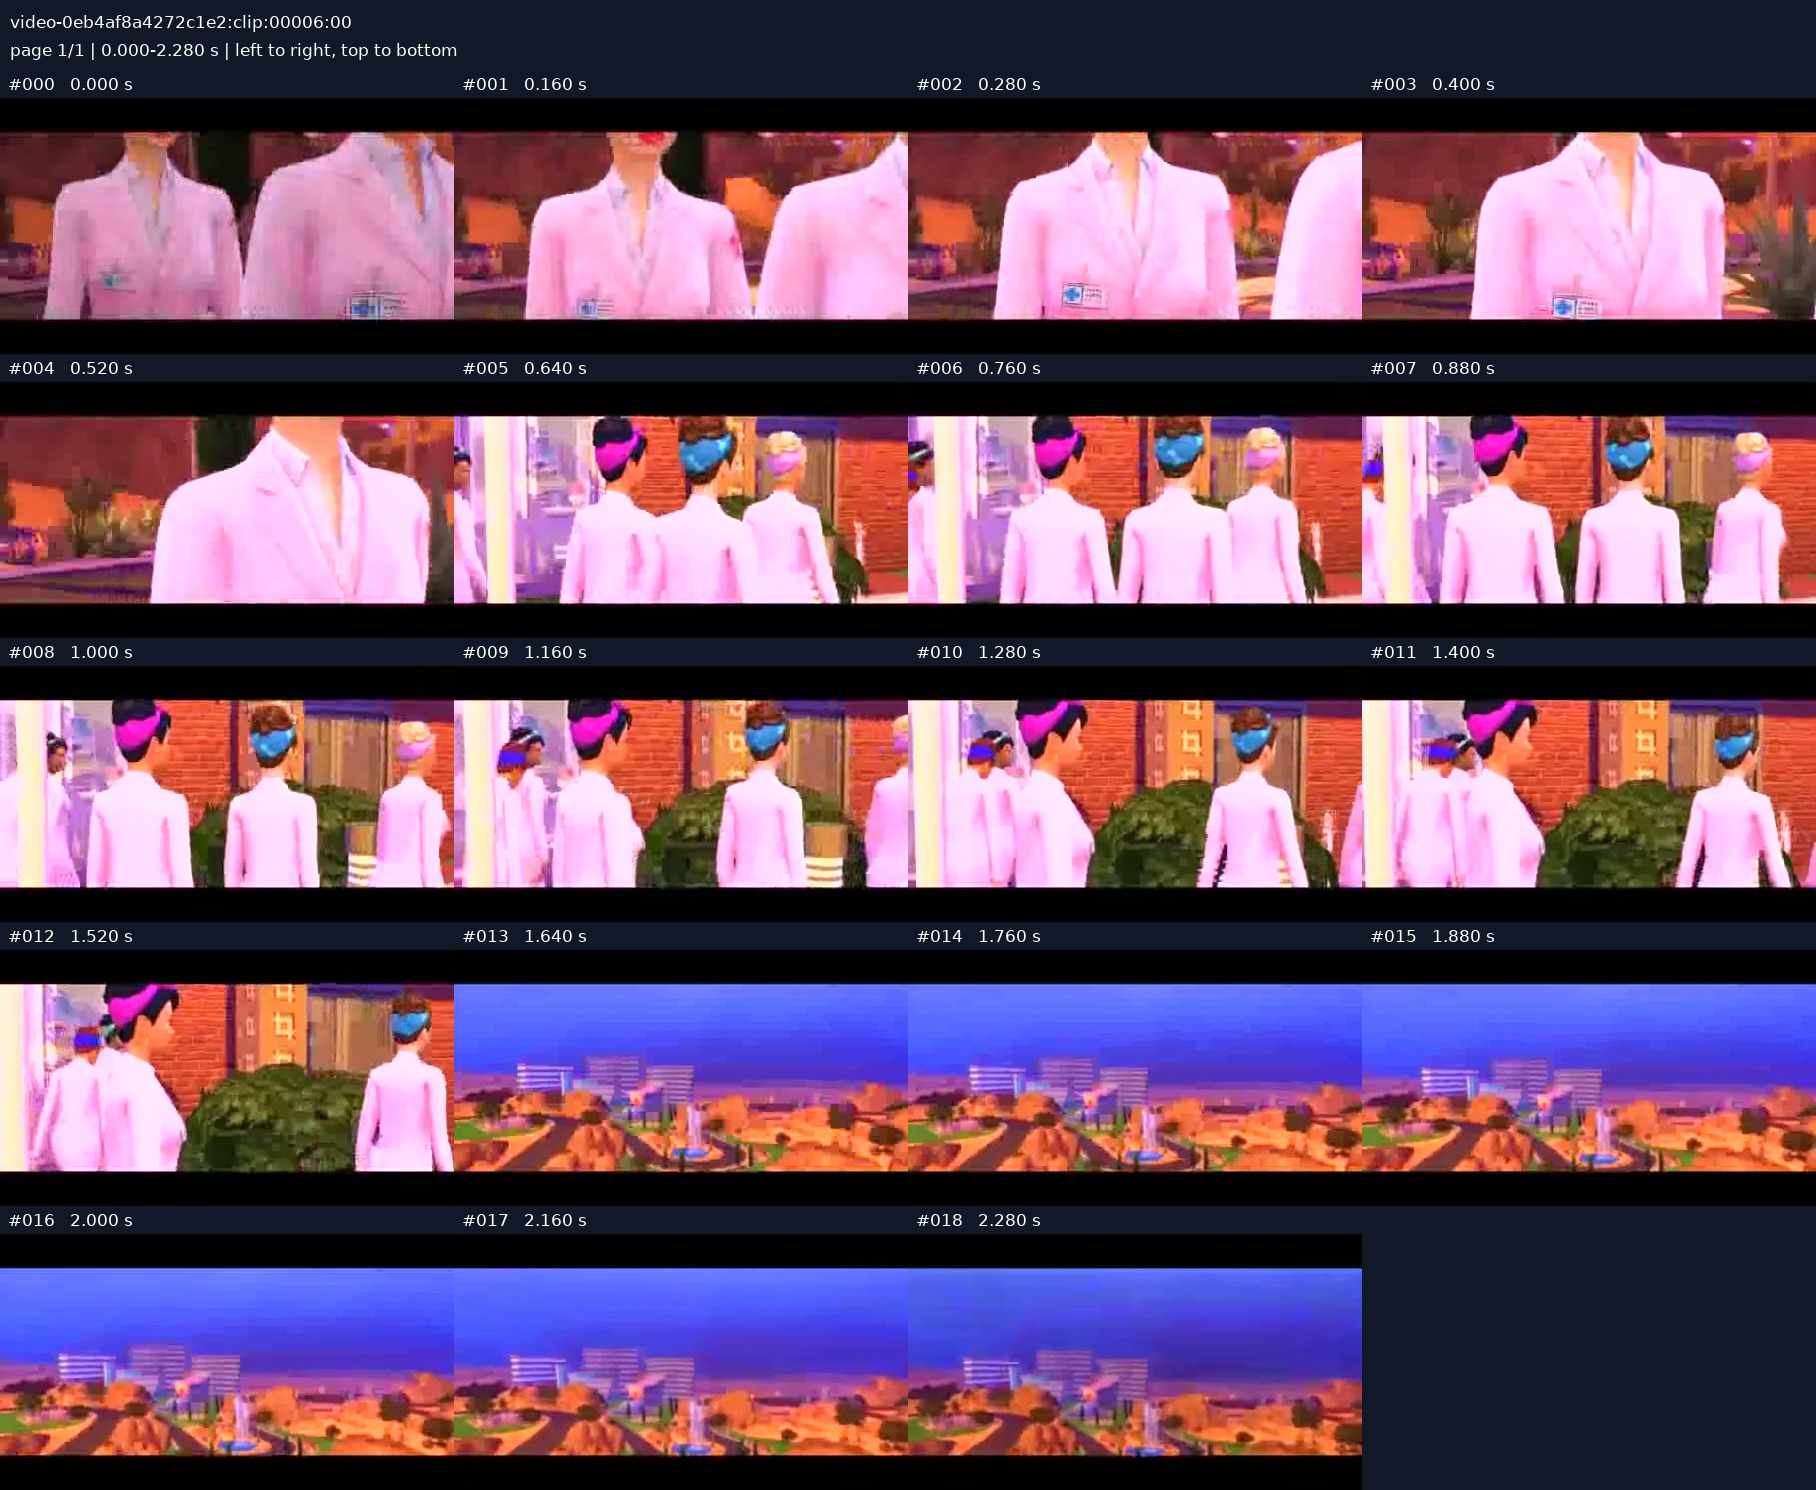 video-0eb4af8a4272c1e2:clip:00006:00
page 1/1 | 0.000-2.280 s | left to right, top to bottom
#000 0.000 s
#001 0.160 s
#002 0.280 s
#003 0.400 s
#004 0.520 s
#005 0.640 s
#006 0.760 s
#007 0.880 s
#008 1.000 s
#009 1.160 s
#010 1.280 s
#011 1.400 s
#012 1.520 s
#013 1.640 s
#014 1.760 s
#015 1.880 s
#016 2.000 s
#017 2.160 s
#018 2.280 s